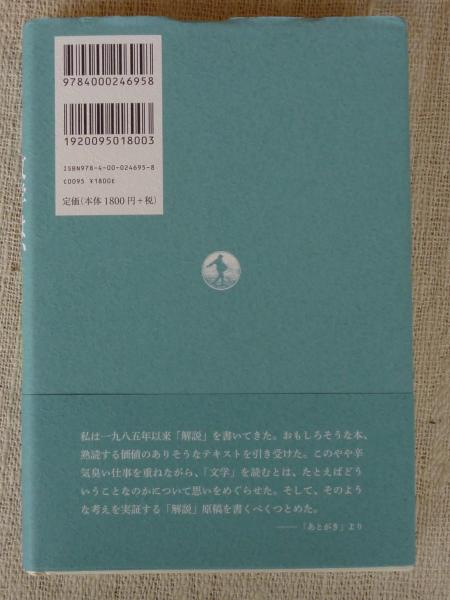 9784000246958
1920095018003
ISBN978-4-00-024695-8
C0095 ¥1800E
定価(本体1800円+税)
私は一九八五年以来「解説」を書いてきた。おもしろそうな本、
熟読する価値のありそうなテキストを引き受けた。このやや辛
気臭い仕事を重ねながら、「文学」を読むとは、たとえばどう
いうことなのかについて思いをめぐらせた。そして、そのよう
な考えを実証する「解説」原稿を書くべくつとめた。
——「あとがき」より